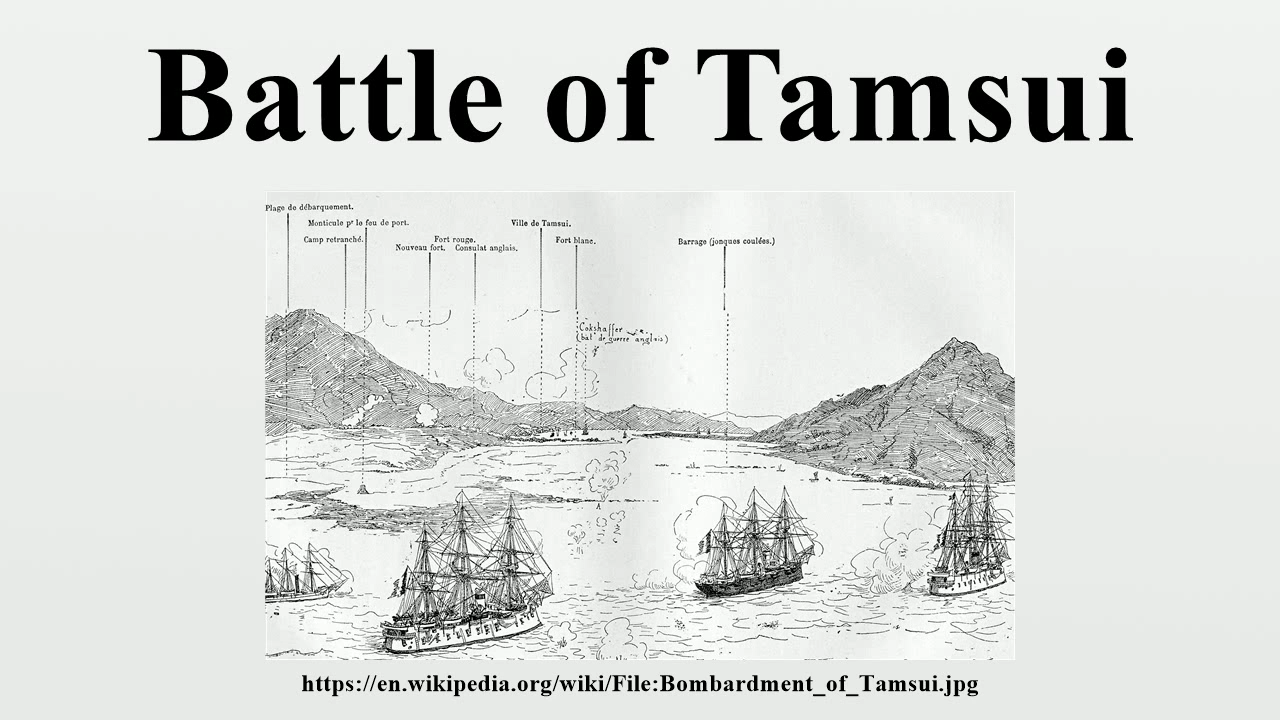 Battle of Tamsui
Plage de débarquement.
Monticule pr le feu de port.
Ville de Tamsui.
Camp retranché.
Fort rouge.
Fort blanc.
Barrage (jonques coulées.)
Nouveau fort.
Consulat anglais.
Cokshaffer
(bat de guerre anglais)
A
https://en.wikipedia.org/wiki/File:Bombardment_of_Tamsui.jpg